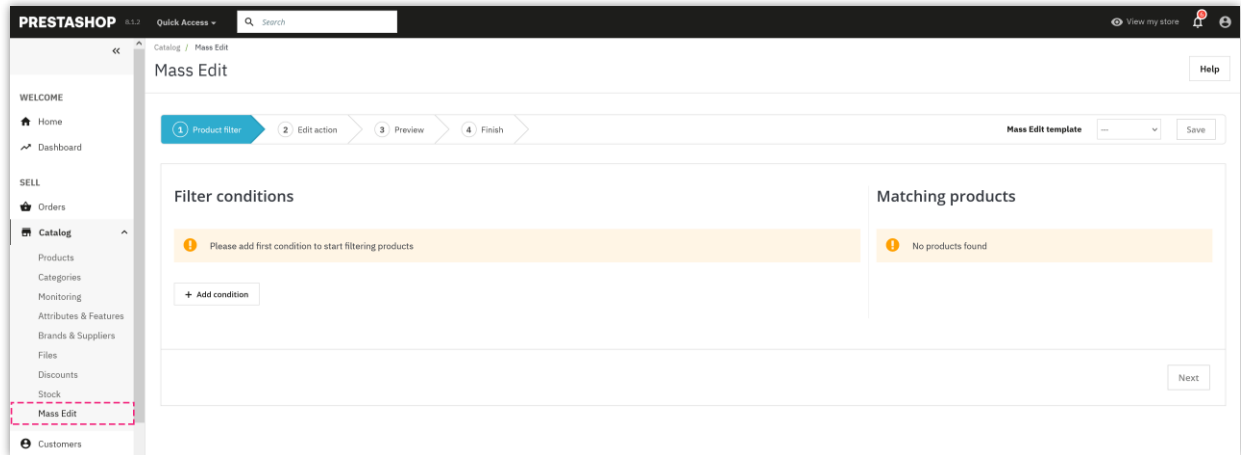 PRESTASHOP 8.1.2 Quick Access Search View my store
Catalog / Mass Edit
Mass Edit
Help
WELCOME
Home
Dashboard
SELL
Orders
Catalog
Products
Categories
Monitoring
Attributes & Features
Brands & Suppliers
Files
Discounts
Stock
Mass Edit
Customers
1 Product filter 2 Edit action 3 Preview 4 Finish Mass Edit template --- Save
Filter conditions
Please add first condition to start filtering products
+ Add condition
Matching products
No products found
Next